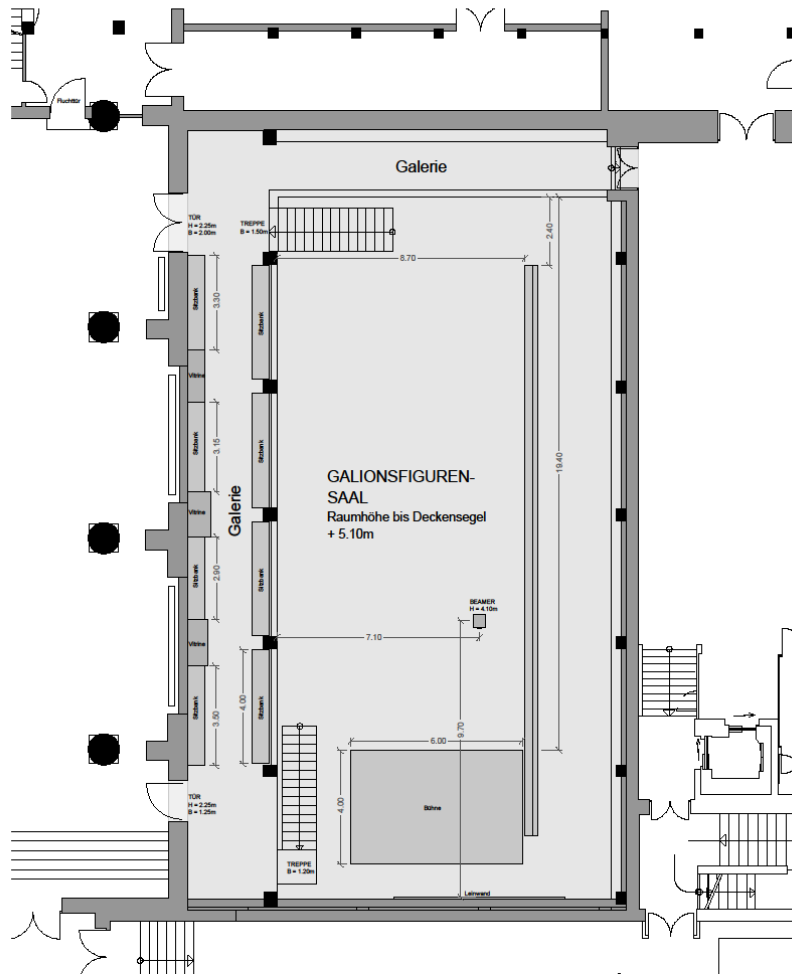 Fluchttür
Galerie
TÜR
H = 2.25m
B = 2.00m
TREPPE
B = 1.50m
2.40
8.70
Sitzbank
3.30
Sitzbank
Vitrine
Sitzbank
3.15
Sitzbank
19.40
GALIONSFIGUREN-
SAAL
Raumhöhe bis Deckensegel
+ 5.10m
Galerie
Vitrine
Sitzbank
2.90
Sitzbank
BEAMER
H = 4.10m
7.10
Vitrine
Sitzbank
3.50
4.00
Sitzbank
9.70
6.00
4.00
Bühne
TÜR
H = 2.25m
B = 1.25m
TREPPE
B = 1.20m
Leinwand